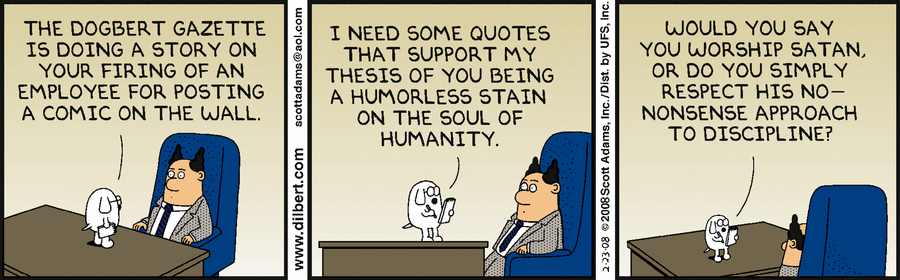 THE DOGBERT GAZETTE
IS DOING A STORY ON
YOUR FIRING OF AN
EMPLOYEE FOR POSTING
A COMIC ON THE WALL.
www.dilbert.com
scottadams@aol.com
I NEED SOME QUOTES
THAT SUPPORT MY
THESIS OF YOU BEING
A HUMORLESS STAIN
ON THE SOUL OF
HUMANITY.
2-23-08 © 2008 Scott Adams, Inc./Dist. by UFS, Inc.
WOULD YOU SAY
YOU WORSHIP SATAN,
OR DO YOU SIMPLY
RESPECT HIS NO-
NONSENSE APPROACH
TO DISCIPLINE?